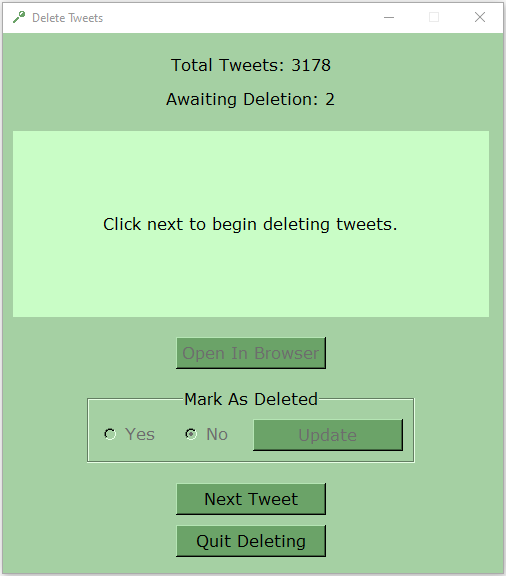 Delete Tweets
Total Tweets: 3178
Awaiting Deletion: 2
Click next to begin deleting tweets.
Open In Browser
Mark As Deleted
Yes No Update
Next Tweet
Quit Deleting